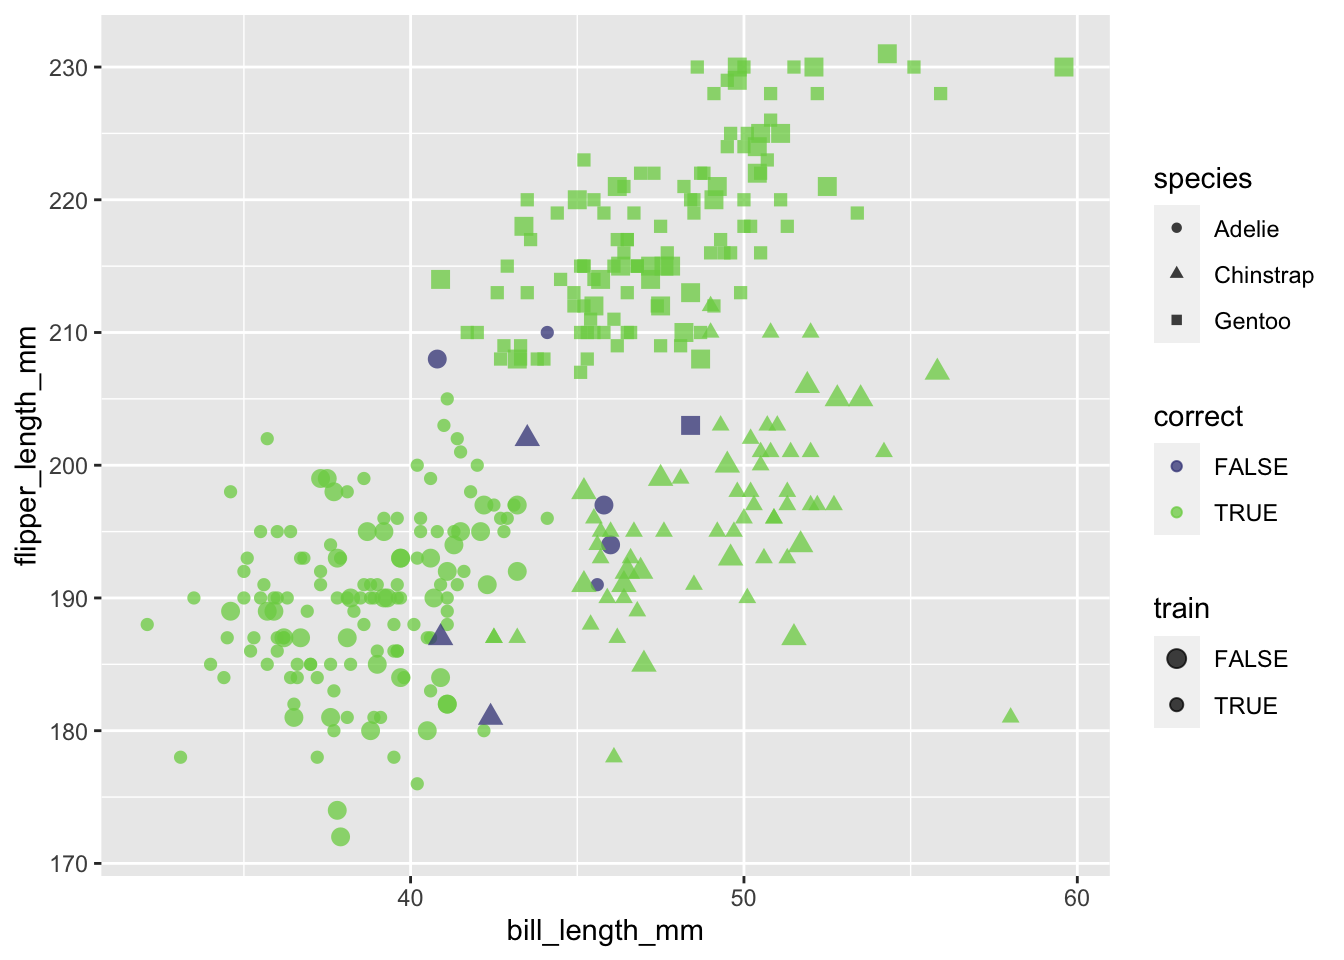 230
220
210
200
190
180
170
flipper_length_mm
40
50
60
bill_length_mm
species
Adelie
Chinstrap
Gentoo
correct
FALSE
TRUE
train
FALSE
TRUE